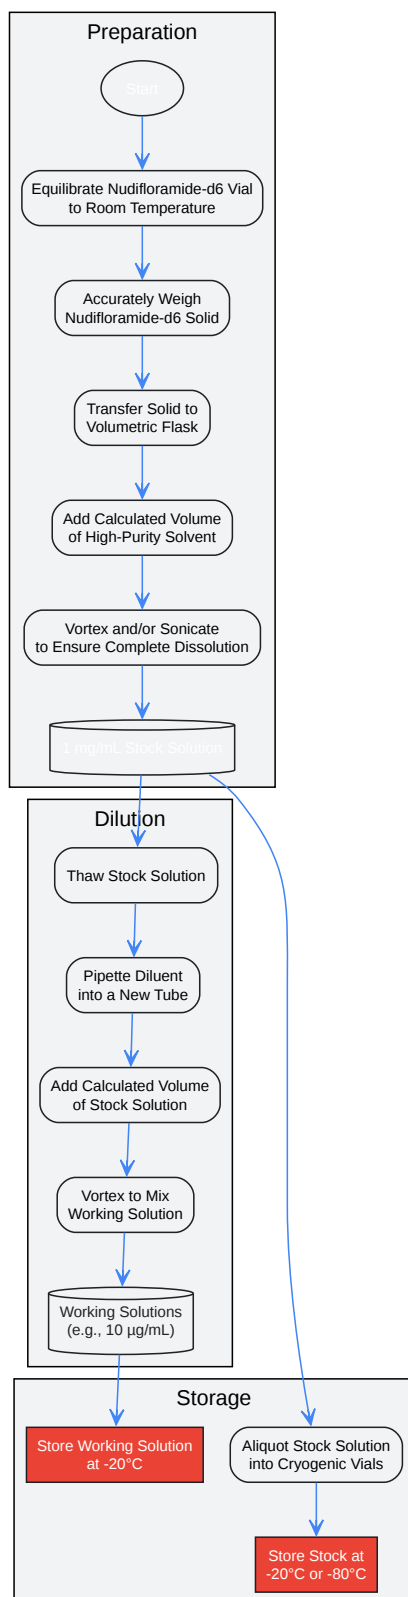 Preparation
Start
Equilibrate Nudifloramide-d6 Vial
to Room Temperature
Accurately Weigh
Nudifloramide-d6 Solid
Transfer Solid to
Volumetric Flask
Add Calculated Volume
of High-Purity Solvent
Vortex and/or Sonicate
to Ensure Complete Dissolution
1 mg/mL Stock Solution
Dilution
Thaw Stock Solution
Pipette Diluent
into a New Tube
Add Calculated Volume
of Stock Solution
Vortex to Mix
Working Solution
Working Solutions
(e.g., 10 µg/mL)
Storage
Store Working Solution
at -20°C
Aliquot Stock Solution
into Cryogenic Vials
Store Stock at
-20°C or -80°C